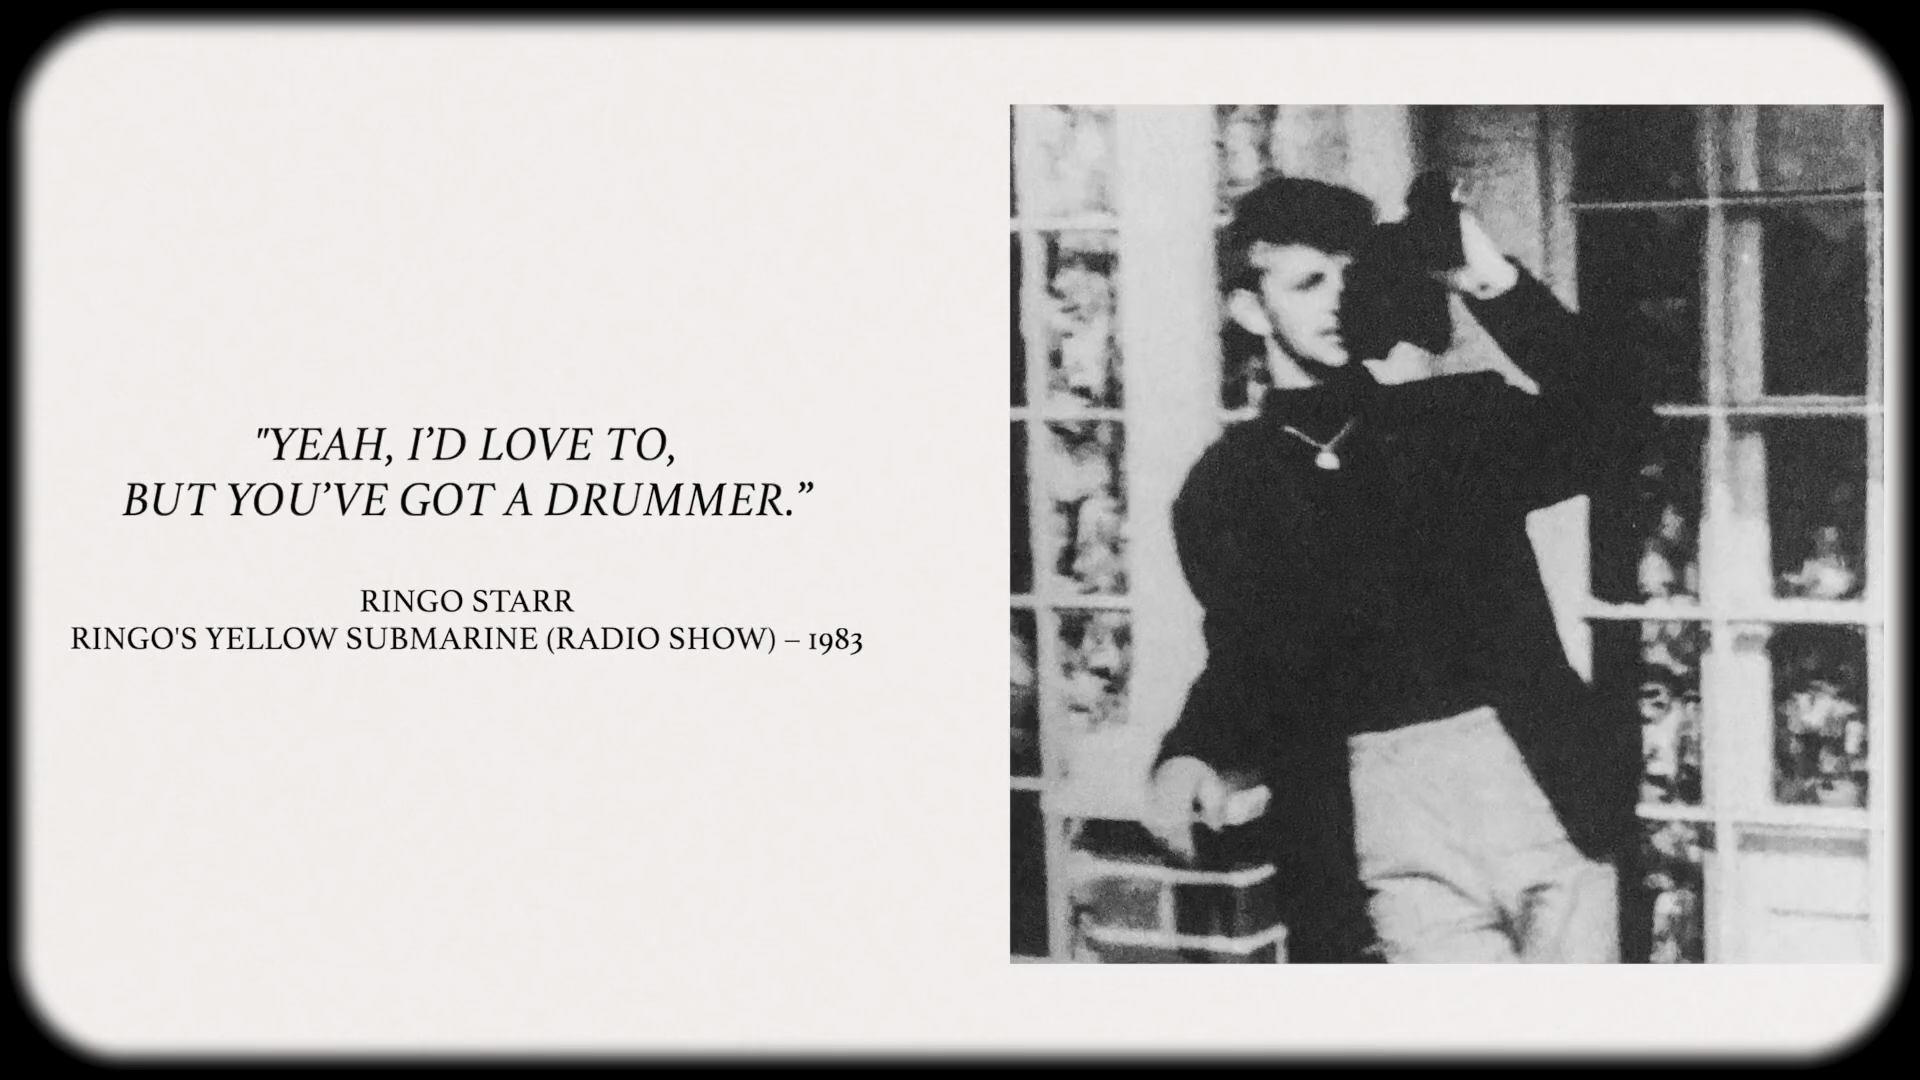 "YEAH, I’D LOVE TO,
BUT YOU’VE GOT A DRUMMER.”
RINGO STARR
RINGO'S YELLOW SUBMARINE (RADIO SHOW) – 1983